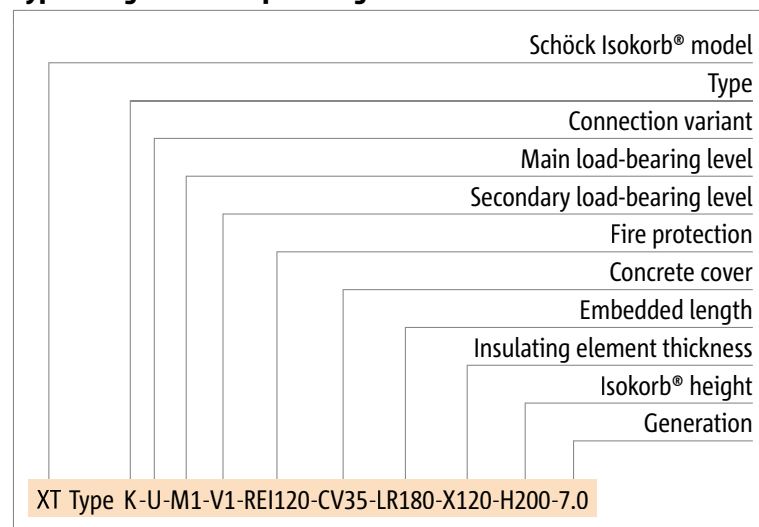 Schöck Isokorb® model
Type
Connection variant
Main load-bearing level
Secondary load-bearing level
Fire protection
Concrete cover
Embedded length
Insulating element thickness
Isokorb® height
Generation
XT Type K-U-M1-V1-REI120-CV35-LR180-X120-H200-7.0